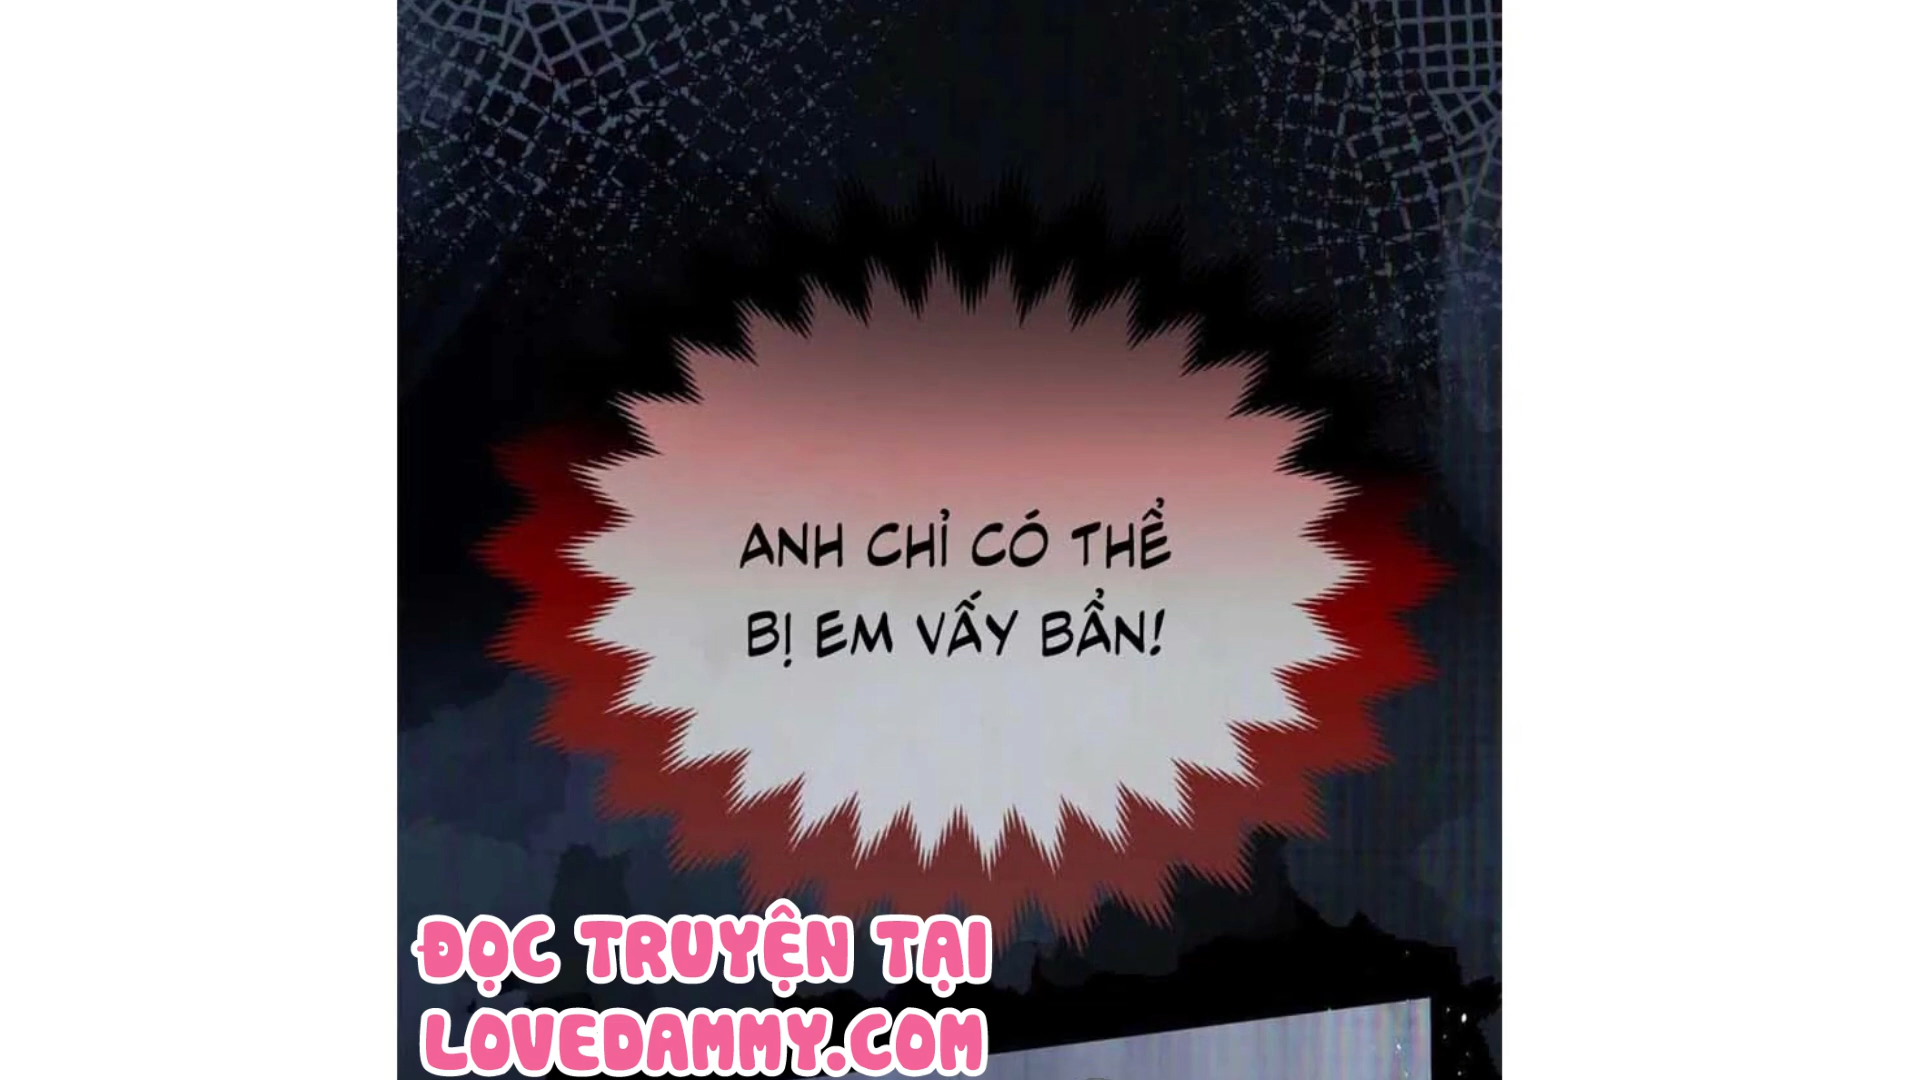 ANH CHỈ CÓ THỂ
BỊ EM VẤY BẨN!
ĐỌC TRUYỆN TẠI
LOVEDAMMY.COM